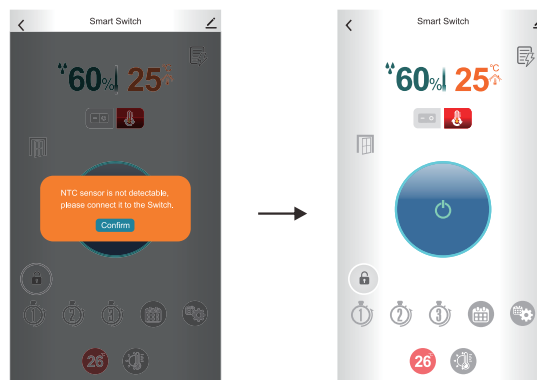 Smart Switch
60% 25°C
NTC sensor is not detectable,
please connect it to the Switch.
Confirm
1 2 3
26°
Smart Switch
60% 25°C
1 2 3
26°